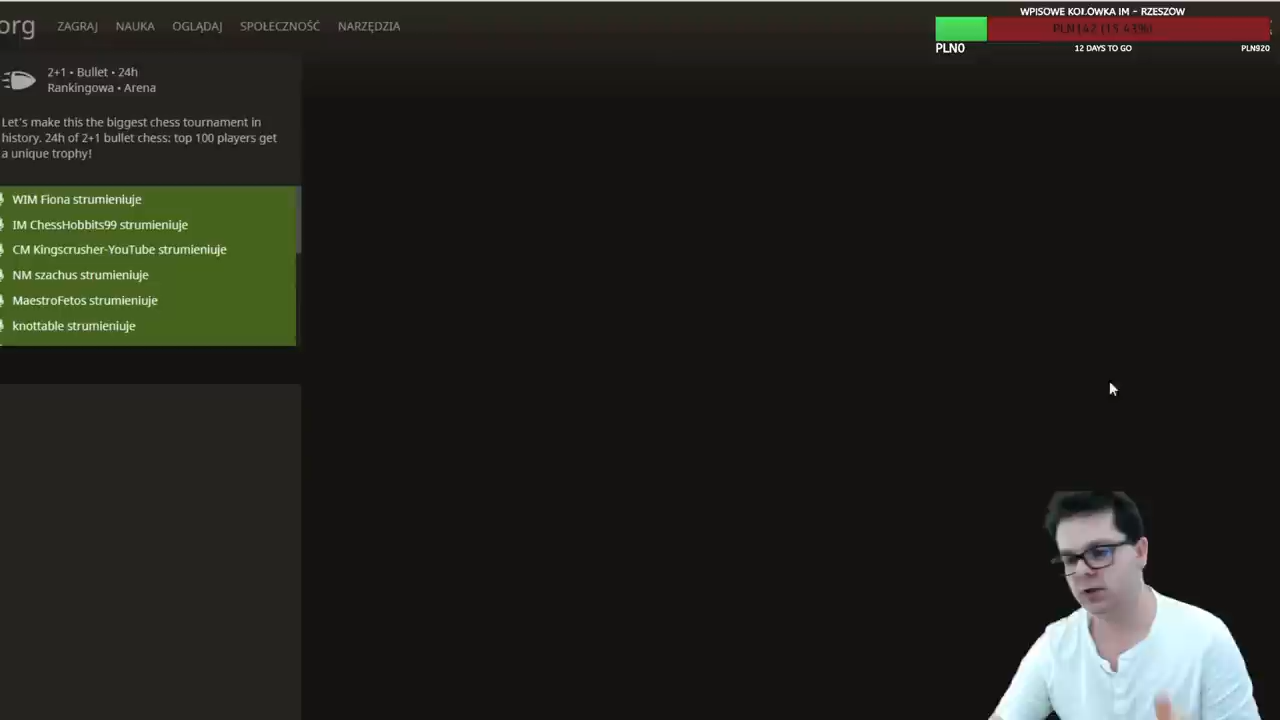 org ZAGRAJ NAUKA OGLĄDAJ SPOŁECZNOŚĆ NARZĘDZIA
WPISOWE KOŁOWKA IM - RZESZOW
PLN142 (15.43%)
PLN0 12 DAYS TO GO PLN920
2+1 • Bullet • 24h
Rankingowa • Arena
Let's make this the biggest chess tournament in
history. 24h of 2+1 bullet chess: top 100 players get
a unique trophy!
WIM Fiona strumieniuje
IM ChessHobbits99 strumieniuje
CM Kingscrusher-YouTube strumieniuje
NM szachus strumieniuje
MaestroFetos strumieniuje
knottable strumieniuje